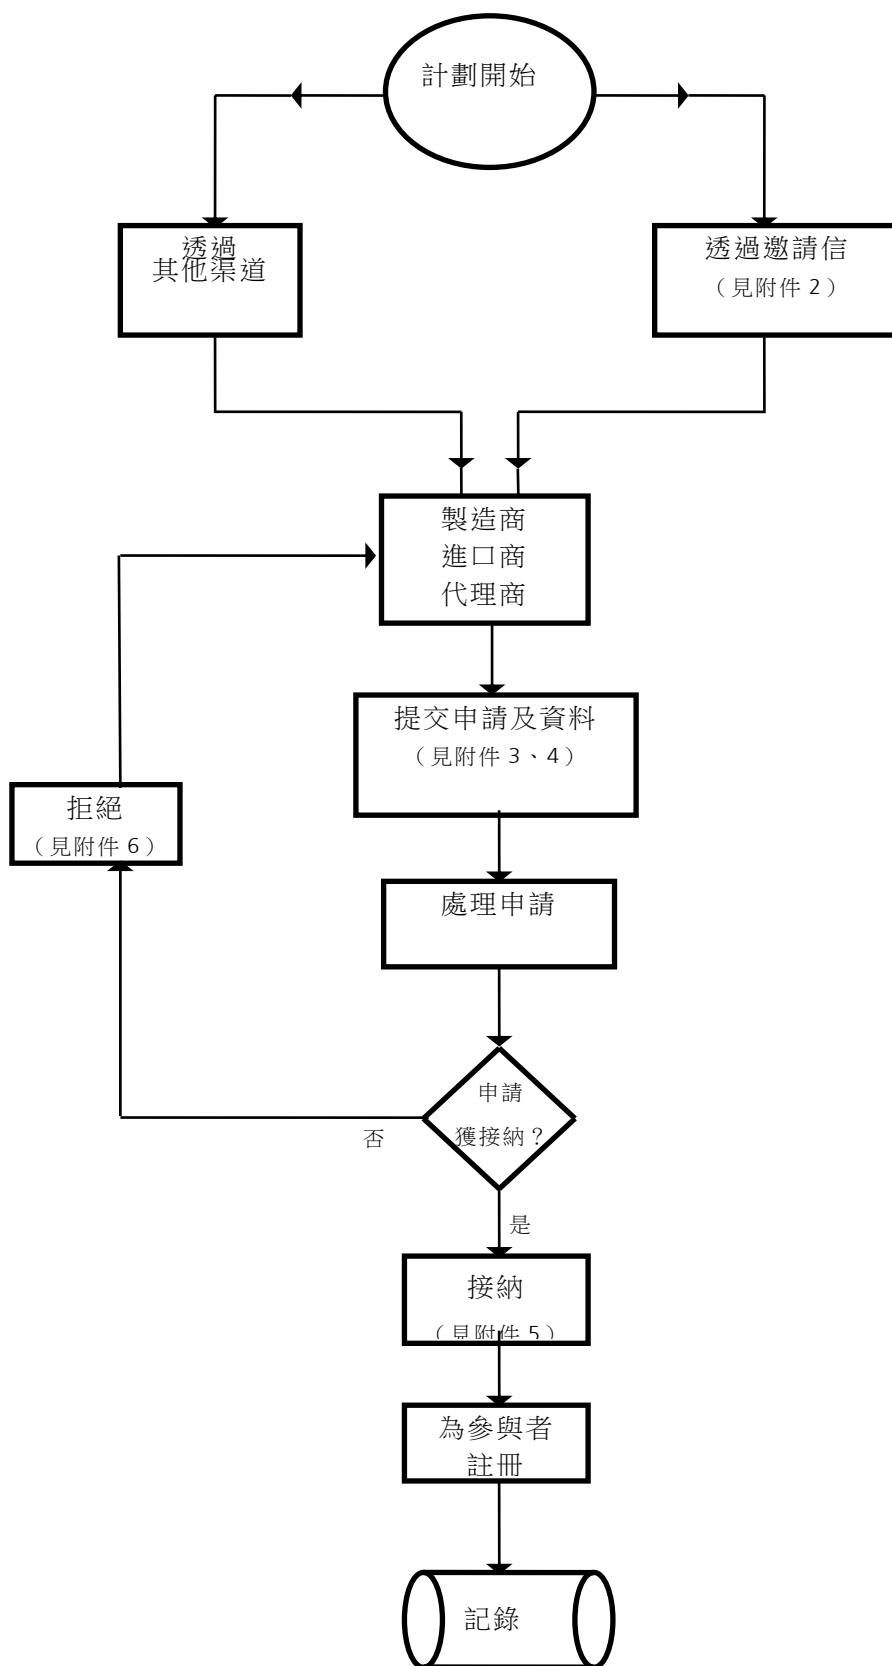 計劃開始
透過
其他渠道
透過邀請信
（見附件 2）
製造商
進口商
代理商
提交申請及資料
（見附件 3、4）
拒絕
（見附件 6）
處理申請
申請
獲接納？
否
是
接納
（見附件 5）
為參與者
註冊
記錄